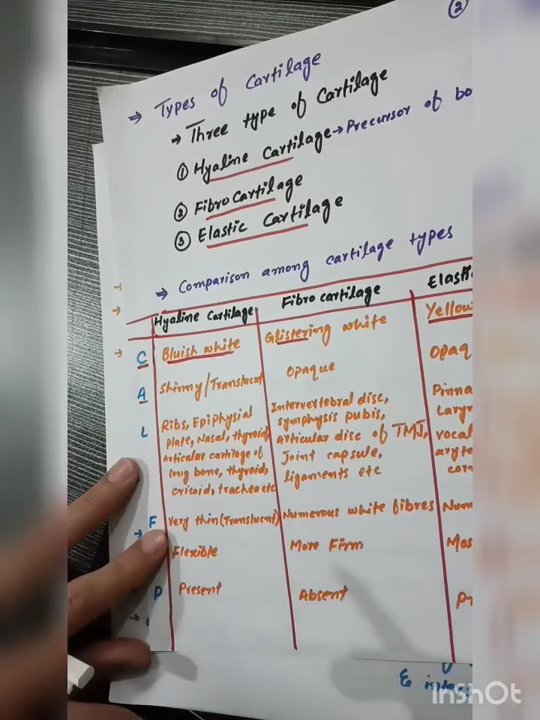 ②
⇒ Types of Cartilage
→ Three type of Cartilage
① Hyaline Cartilage → Precursor of bo
② Fibro Cartilage
③ Elastic Cartilage
⇒ Comparison among cartilage types
Hyaline Cartilage Fibro cartilage Elasti
C Bluish white Glistering white Yellow
A Shinny/Translucent Opaque Opaq
L Ribs, Epiphysial Intervertebral disc, Pinna
plate, Nasal, thyroid symphysis pubis, Laryn
Articular cartilage of articular disc of TMJ, vocal
long bone, thyroid, Joint capsule, aryte
cricoid, trachea etc ligaments etc corn
F Very thin (Translucent) Numerous white fibres Num
Flexible More Firm Mos
P Present Absent Pr
InShOt